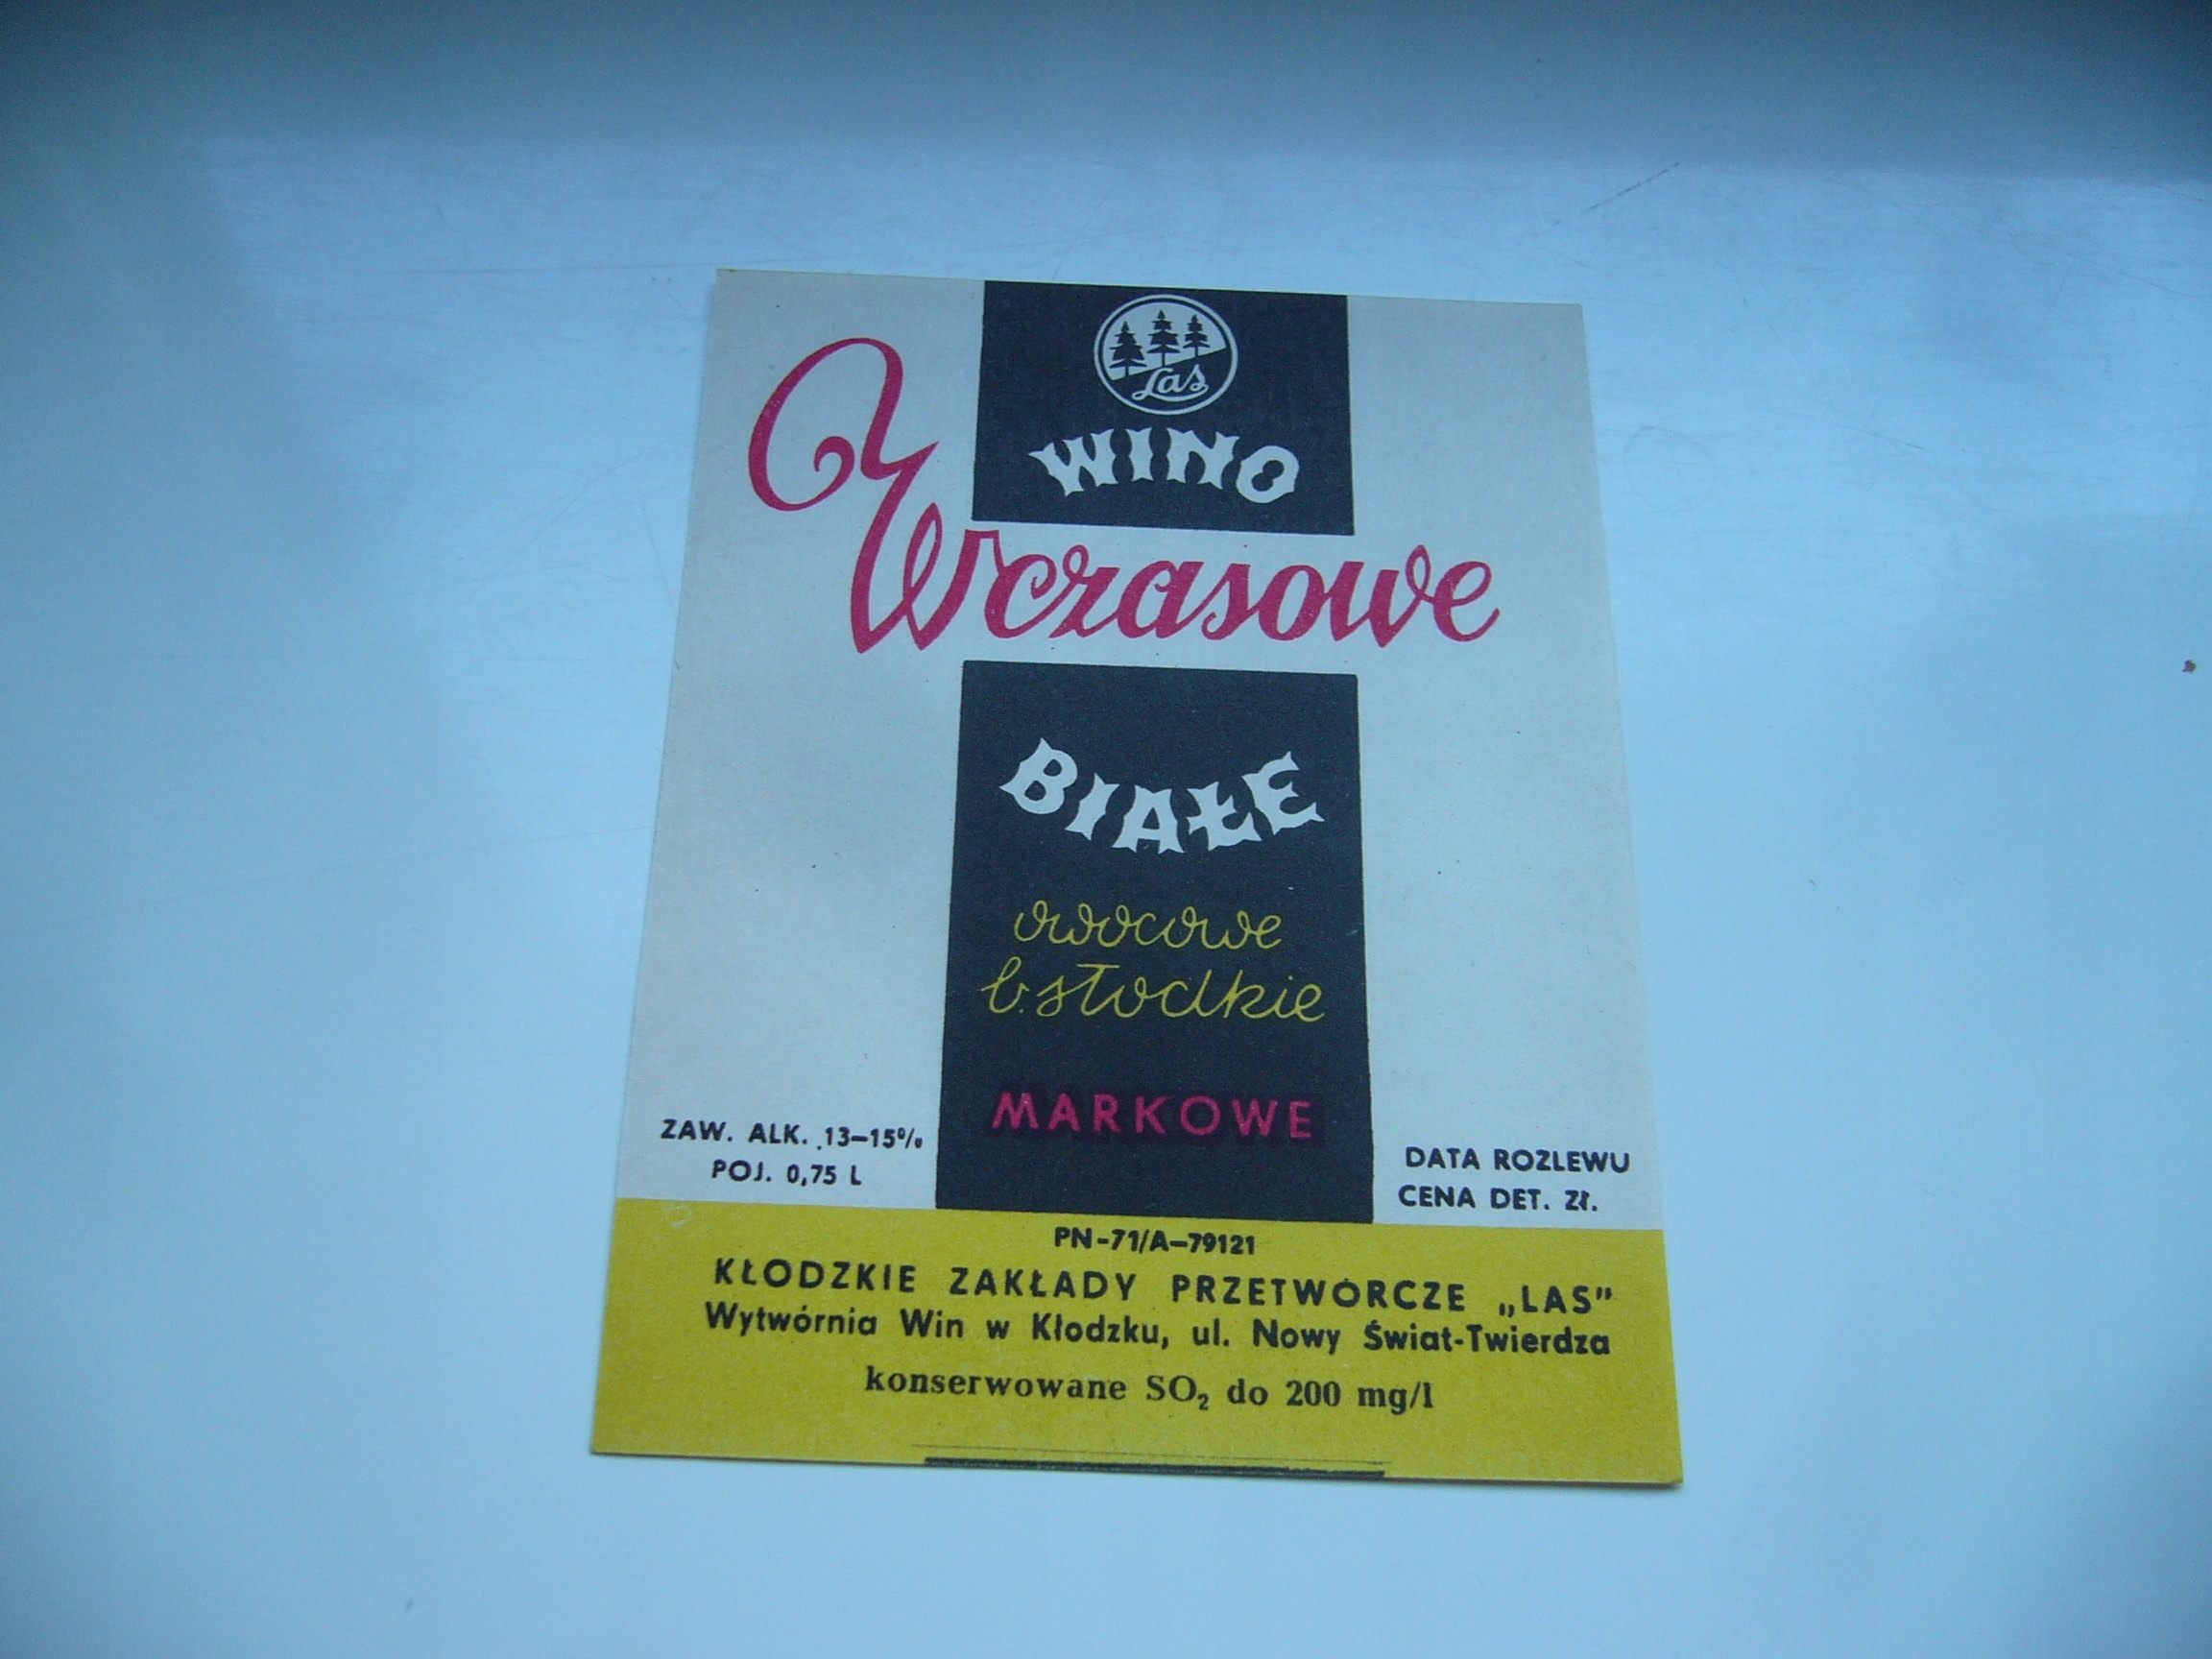 Las
WINO
Wczasowe
BIAŁE
owocowe
b. słodkie
MARKOWE
ZAW. ALK. 13–15%
POJ. 0,75 L
DATA ROZLEWU
CENA DET. Zł.
PN-71/A–79121
KŁODZKIE ZAKŁADY PRZETWÓRCZE „LAS”
Wytwórnia Win w Kłodzku, ul. Nowy Świat-Twierdza
konserwowane SO₂ do 200 mg/l